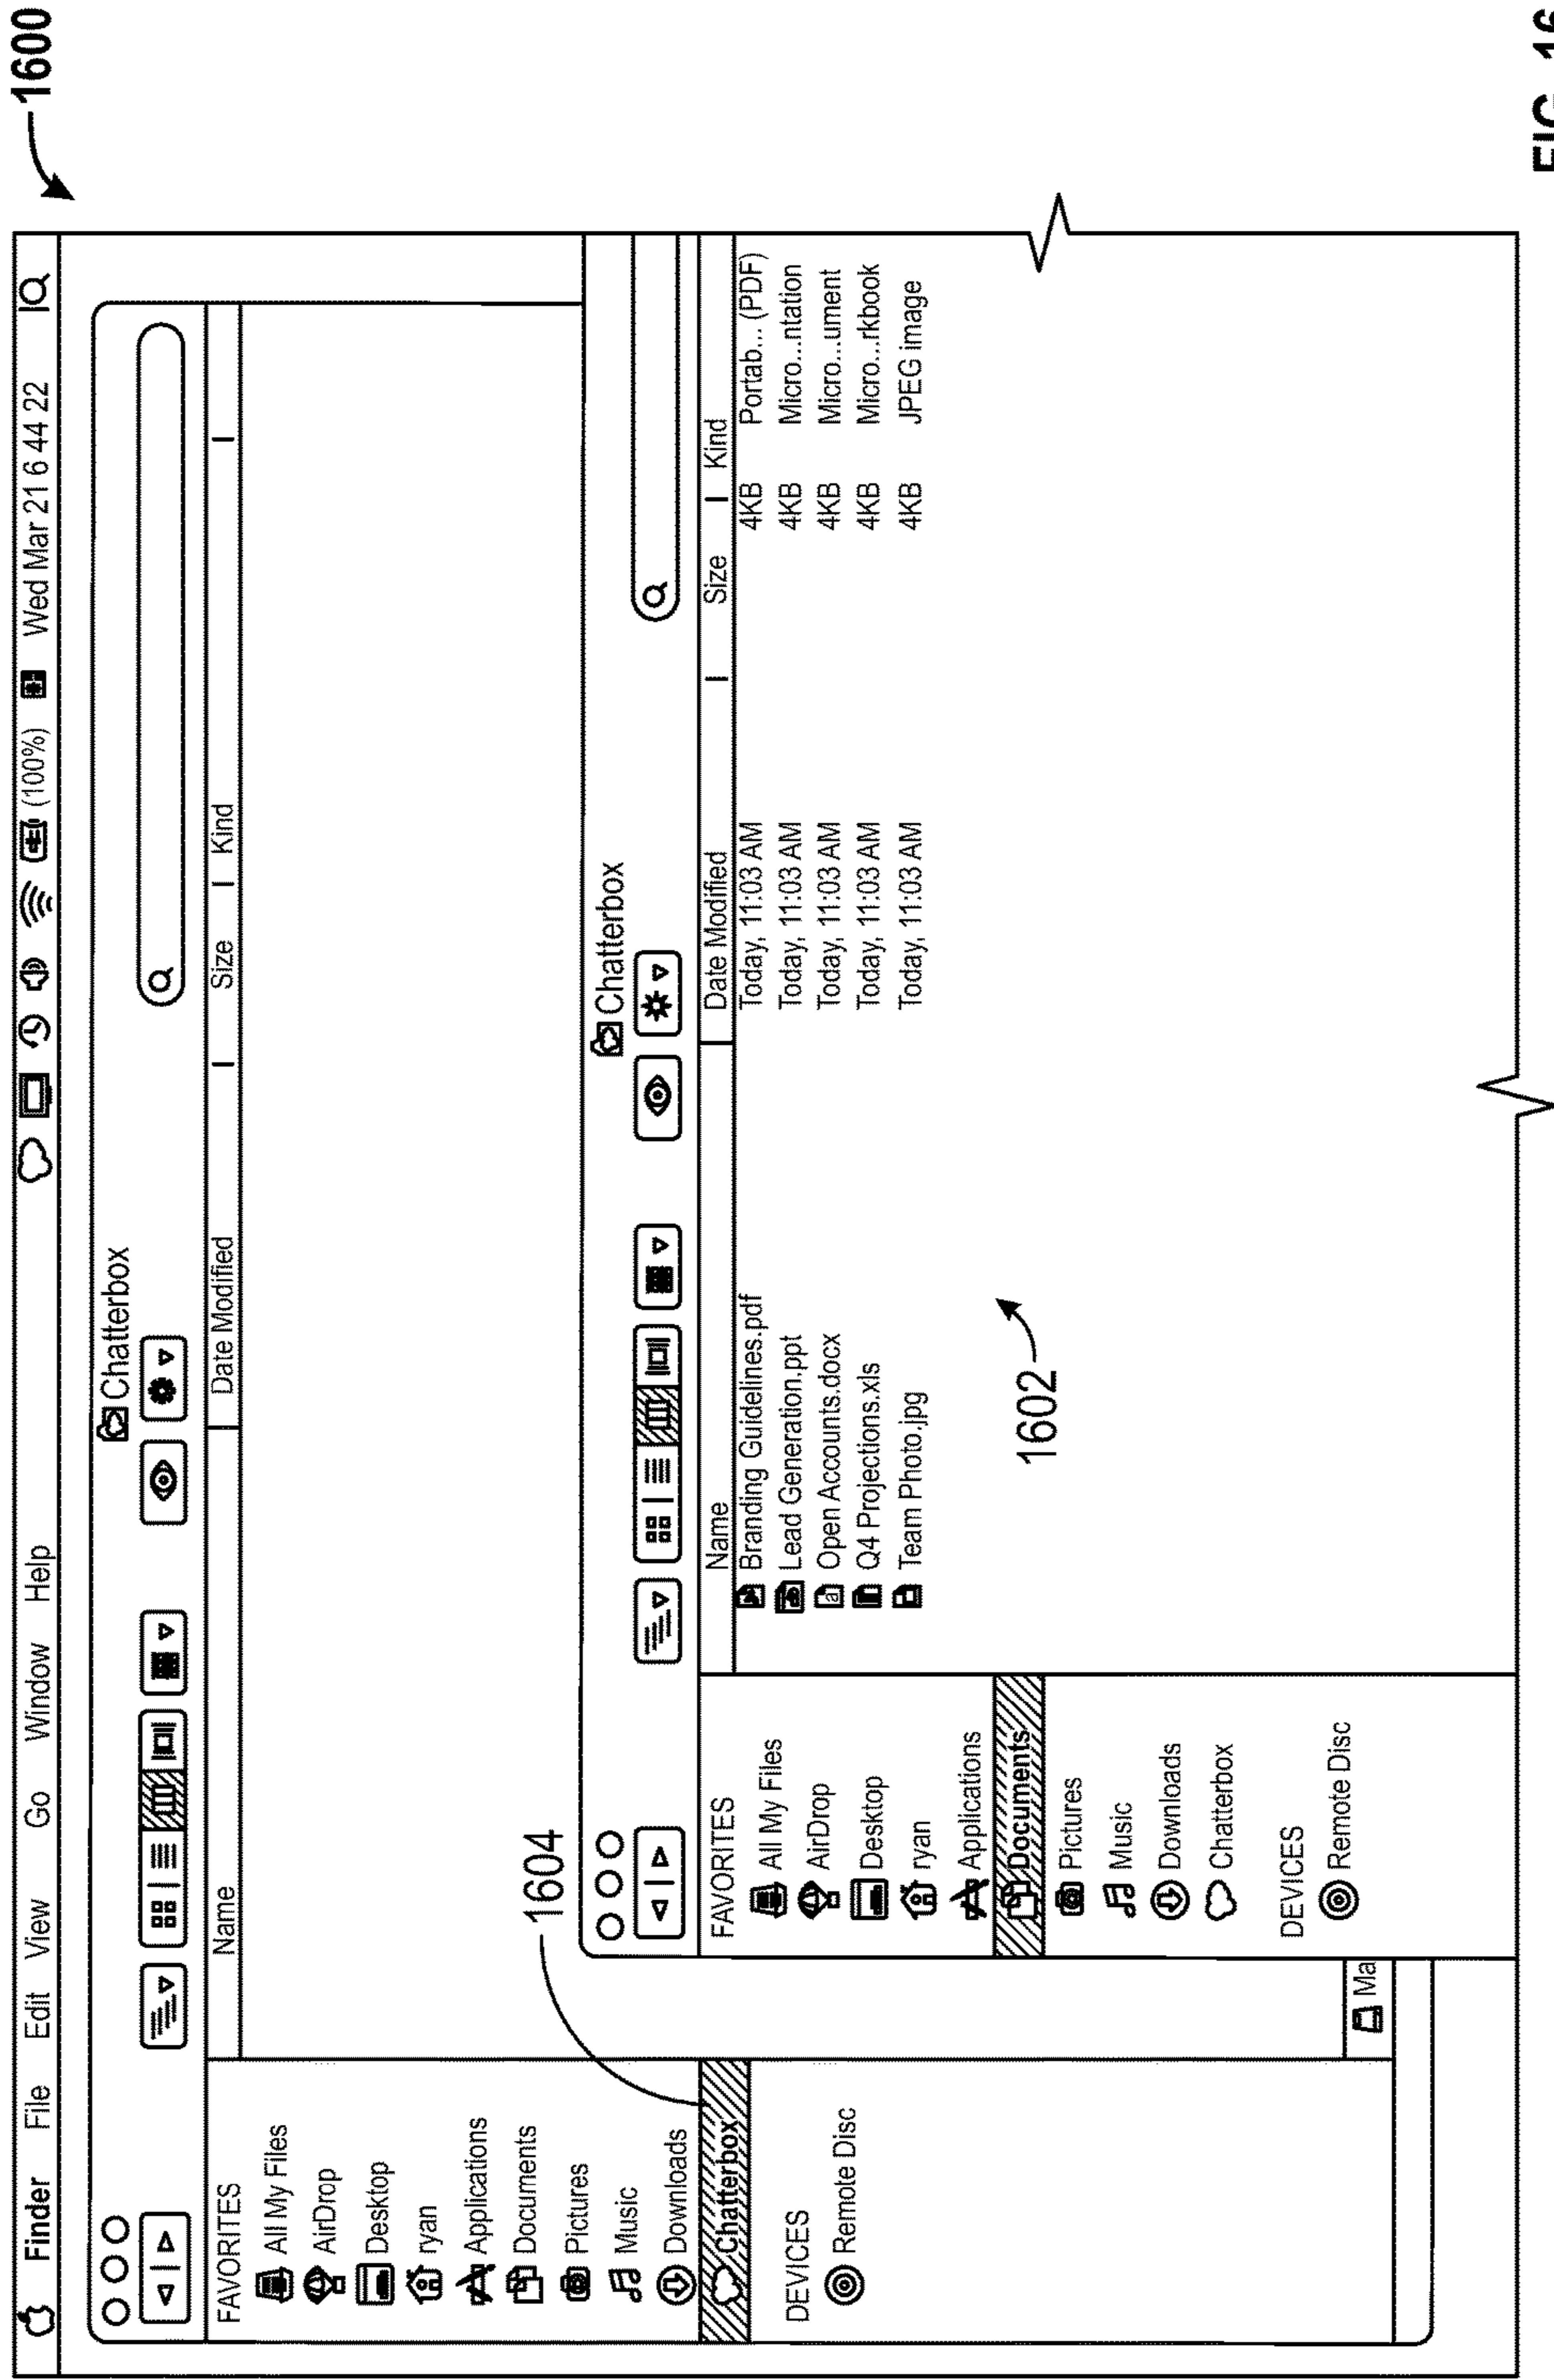 1600
Finder File Edit View Go Window Help (100%) Wed Mar 21 6 44 22
Chatterbox
Name Date Modified Size Kind
FAVORITES
All My Files
AirDrop
Desktop
ryan
Applications
Documents
Pictures
Music
Downloads
Chatterbox
DEVICES
Remote Disc
Ma
1604
Chatterbox
Name Date Modified Size Kind
Branding Guidelines.pdf Today, 11:03 AM 4KB Portab... (PDF)
Lead Generation.ppt Today, 11:03 AM 4KB Micro...ntation
Open Accounts.docx Today, 11:03 AM 4KB Micro...ument
Q4 Projections.xls Today, 11:03 AM 4KB Micro...rkbook
Team Photo.jpg Today, 11:03 AM 4KB JPEG image
FAVORITES
All My Files
AirDrop
Desktop
ryan
Applications
Documents
Pictures
Music
Downloads
Chatterbox
DEVICES
Remote Disc
1602
FIG. 16